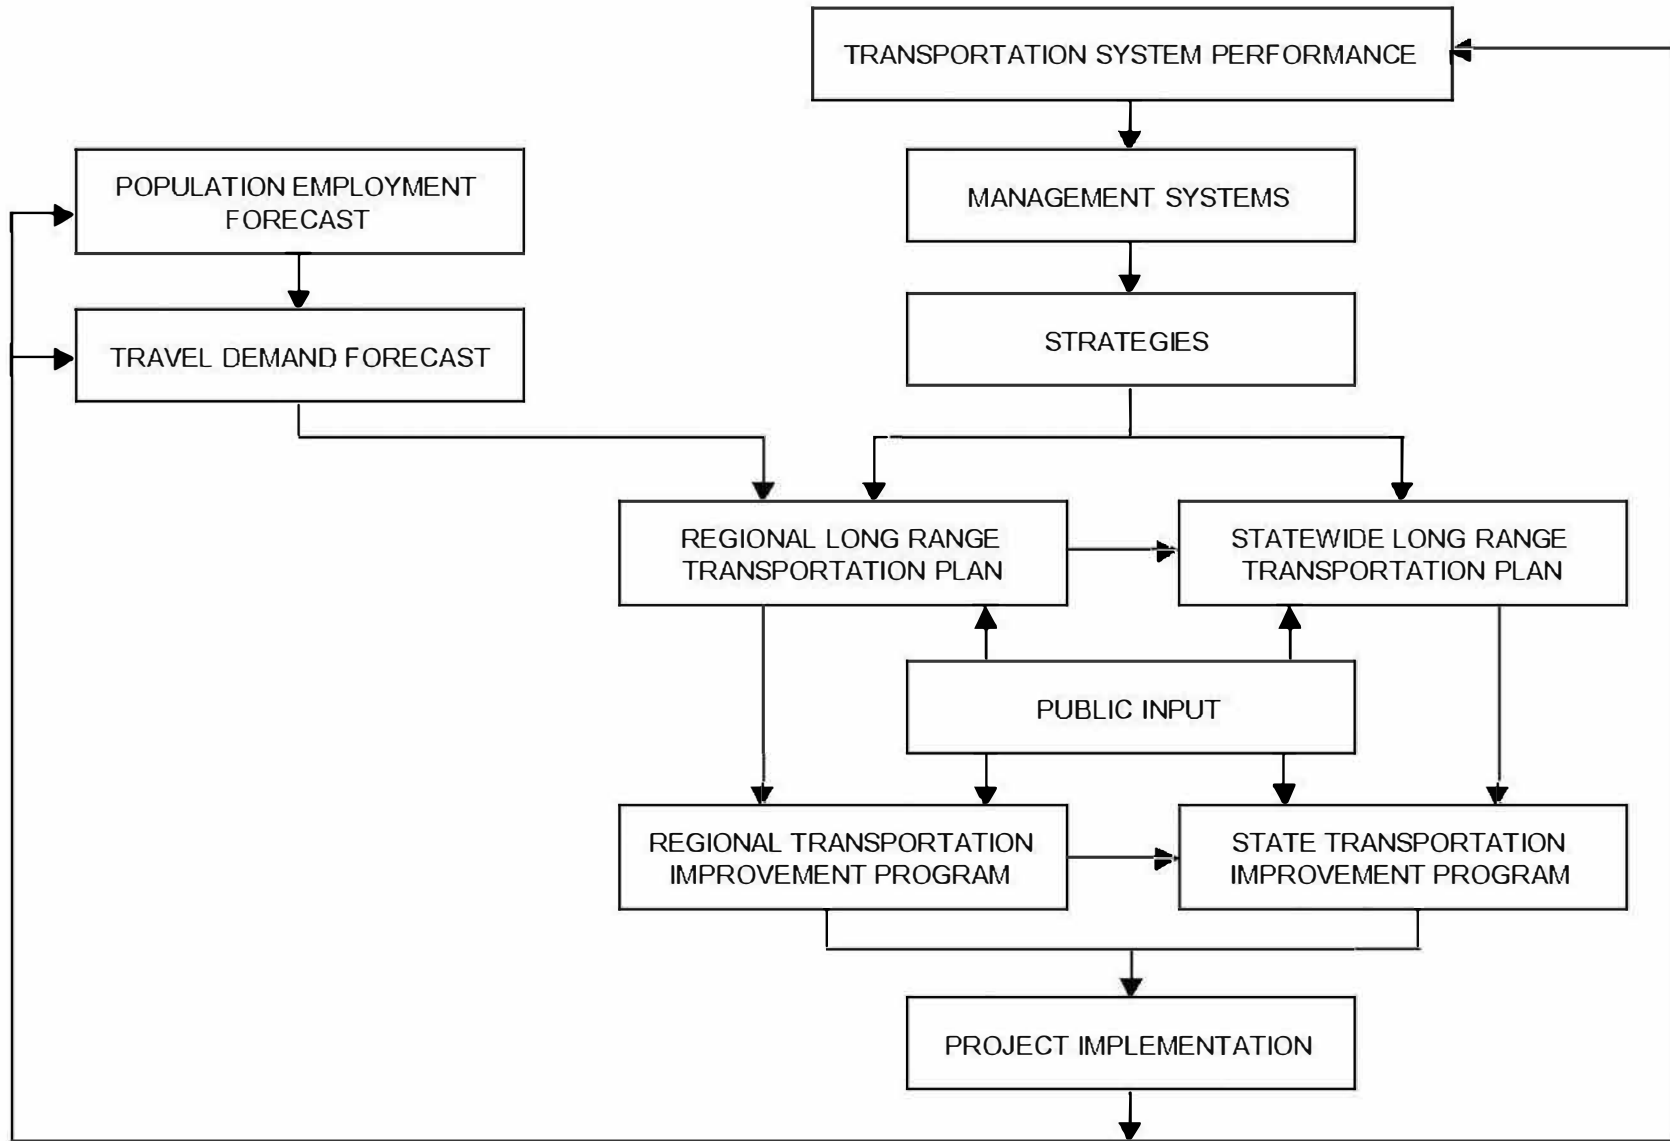 TRANSPORTATION SYSTEM PERFORMANCE
POPULATION EMPLOYMENT
FORECAST
MANAGEMENT SYSTEMS
TRAVEL DEMAND FORECAST
STRATEGIES
REGIONAL LONG RANGE
TRANSPORTATION PLAN
STATEWIDE LONG RANGE
TRANSPORTATION PLAN
PUBLIC INPUT
REGIONAL TRANSPORTATION
IMPROVEMENT PROGRAM
STATE TRANSPORTATION
IMPROVEMENT PROGRAM
PROJECT IMPLEMENTATION